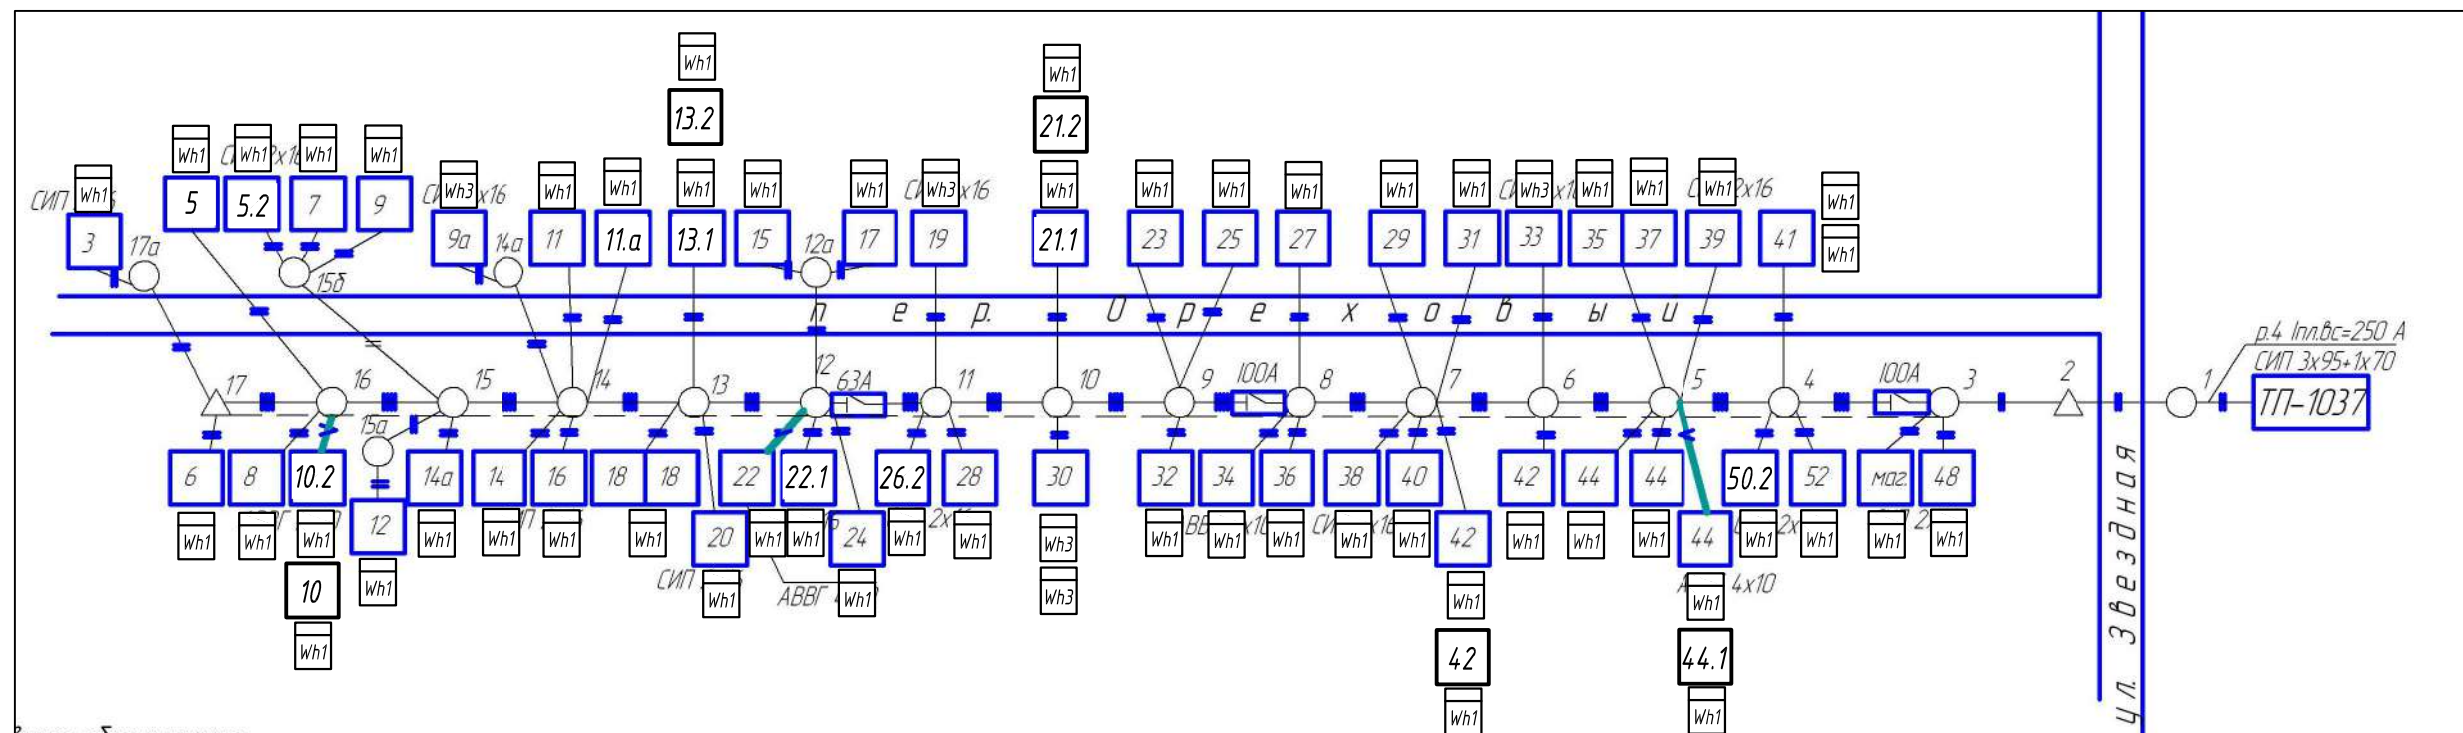 Wh1
Wh1
13.2
21.2
Wh1 Wh1 Wh1 Wh1
Wh1 Wh3 Wh1 Wh1 Wh1 Wh1 Wh1 Wh3 Wh1 Wh1 Wh1 Wh1 Wh1 Wh1 Wh3 Wh1 Wh1 Wh1 Wh1
СИП x16 x16 2x16
5 5.2 7 9
3 17а 9а 14а 11 11.а 13.1 15 12а 17 19 21.1 23 25 27 29 31 33 35 37 39 41
Wh1
15б
пер. Ореховый
р.4 Iпл.вс=250 А
СИП 3х95+1х70
17 16 15 14 13 12 63А 11 10 9 100А 8 7 6 5 4 100А 3 2 1
ТП-1037
15а
6 8 10.2 14а 14 16 18 18 22 22.1 26.2 28 30 32 34 36 38 40 42 44 44 50.2 52 маг. 48
12 20 24 42 44
Wh1 Wh1 Wh1 Wh1 Wh1 Wh1 Wh1 Wh1 Wh1 Wh1 Wh1 Wh3 Wh1 Wh1 Wh1 Wh1 Wh1 Wh1 Wh1 Wh1 Wh1 Wh1 Wh1 Wh1
10
Wh1 СИП Wh1 АВВГ Wh1 Wh3 Wh1 Wh1 4х10
Wh1
42
44.1
Wh1
Wh1
ул. Звездная